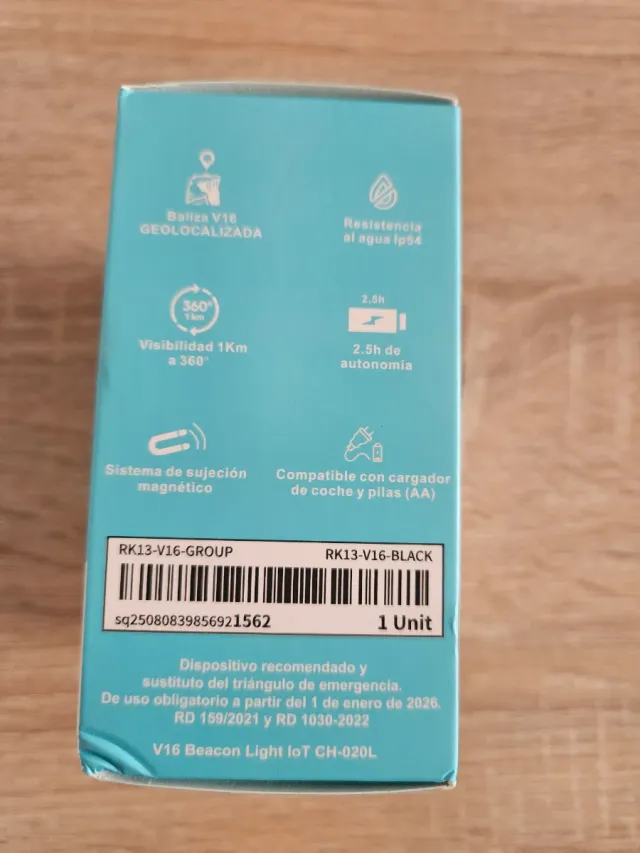 Baliza V16
GEOLOCALIZADA
Resistencia
al agua Ip54
360°
1km
Visibilidad 1Km
a 360°
2.5h
2.5h de
autonomía
Sistema de sujeción
magnético
Compatible con cargador
de coche y pilas (AA)
RK13-V16-GROUP
RK13-V16-BLACK
sq25080839856921562
1 Unit
Dispositivo recomendado y
sustituto del triángulo de emergencia.
De uso obligatorio a partir del 1 de enero de 2026.
RD 159/2021 y RD 1030-2022
V16 Beacon Light IoT CH-020L